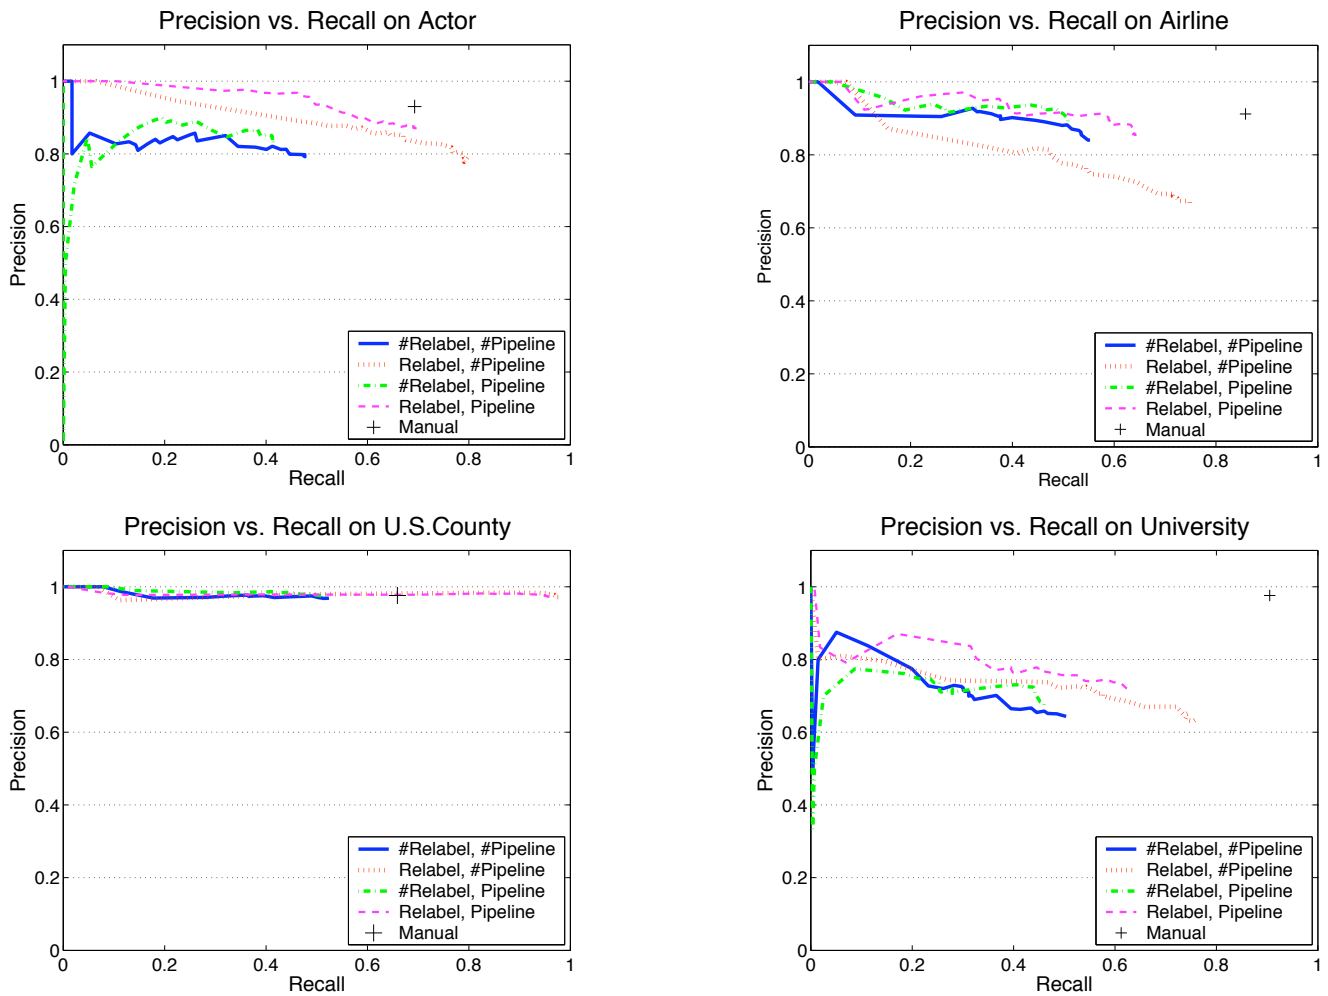 Precision vs. Recall on Actor
1
0.8
0.6
0.4
0.2
0
Precision
0 0.2 0.4 0.6 0.8 1
Recall
#Relabel, #Pipeline
Relabel, #Pipeline
#Relabel, Pipeline
Relabel, Pipeline
Manual
Precision vs. Recall on Airline
1
0.8
0.6
0.4
0.2
0
Precision
0 0.2 0.4 0.6 0.8 1
Recall
#Relabel, #Pipeline
Relabel, #Pipeline
#Relabel, Pipeline
Relabel, Pipeline
Manual
Precision vs. Recall on U.S.County
1
0.8
0.6
0.4
0.2
0
Precision
0 0.2 0.4 0.6 0.8 1
Recall
#Relabel, #Pipeline
Relabel, #Pipeline
#Relabel, Pipeline
Relabel, Pipeline
Manual
Precision vs. Recall on University
1
0.8
0.6
0.4
0.2
0
Precision
0 0.2 0.4 0.6 0.8 1
Recall
#Relabel, #Pipeline
Relabel, #Pipeline
#Relabel, Pipeline
Relabel, Pipeline
Manual